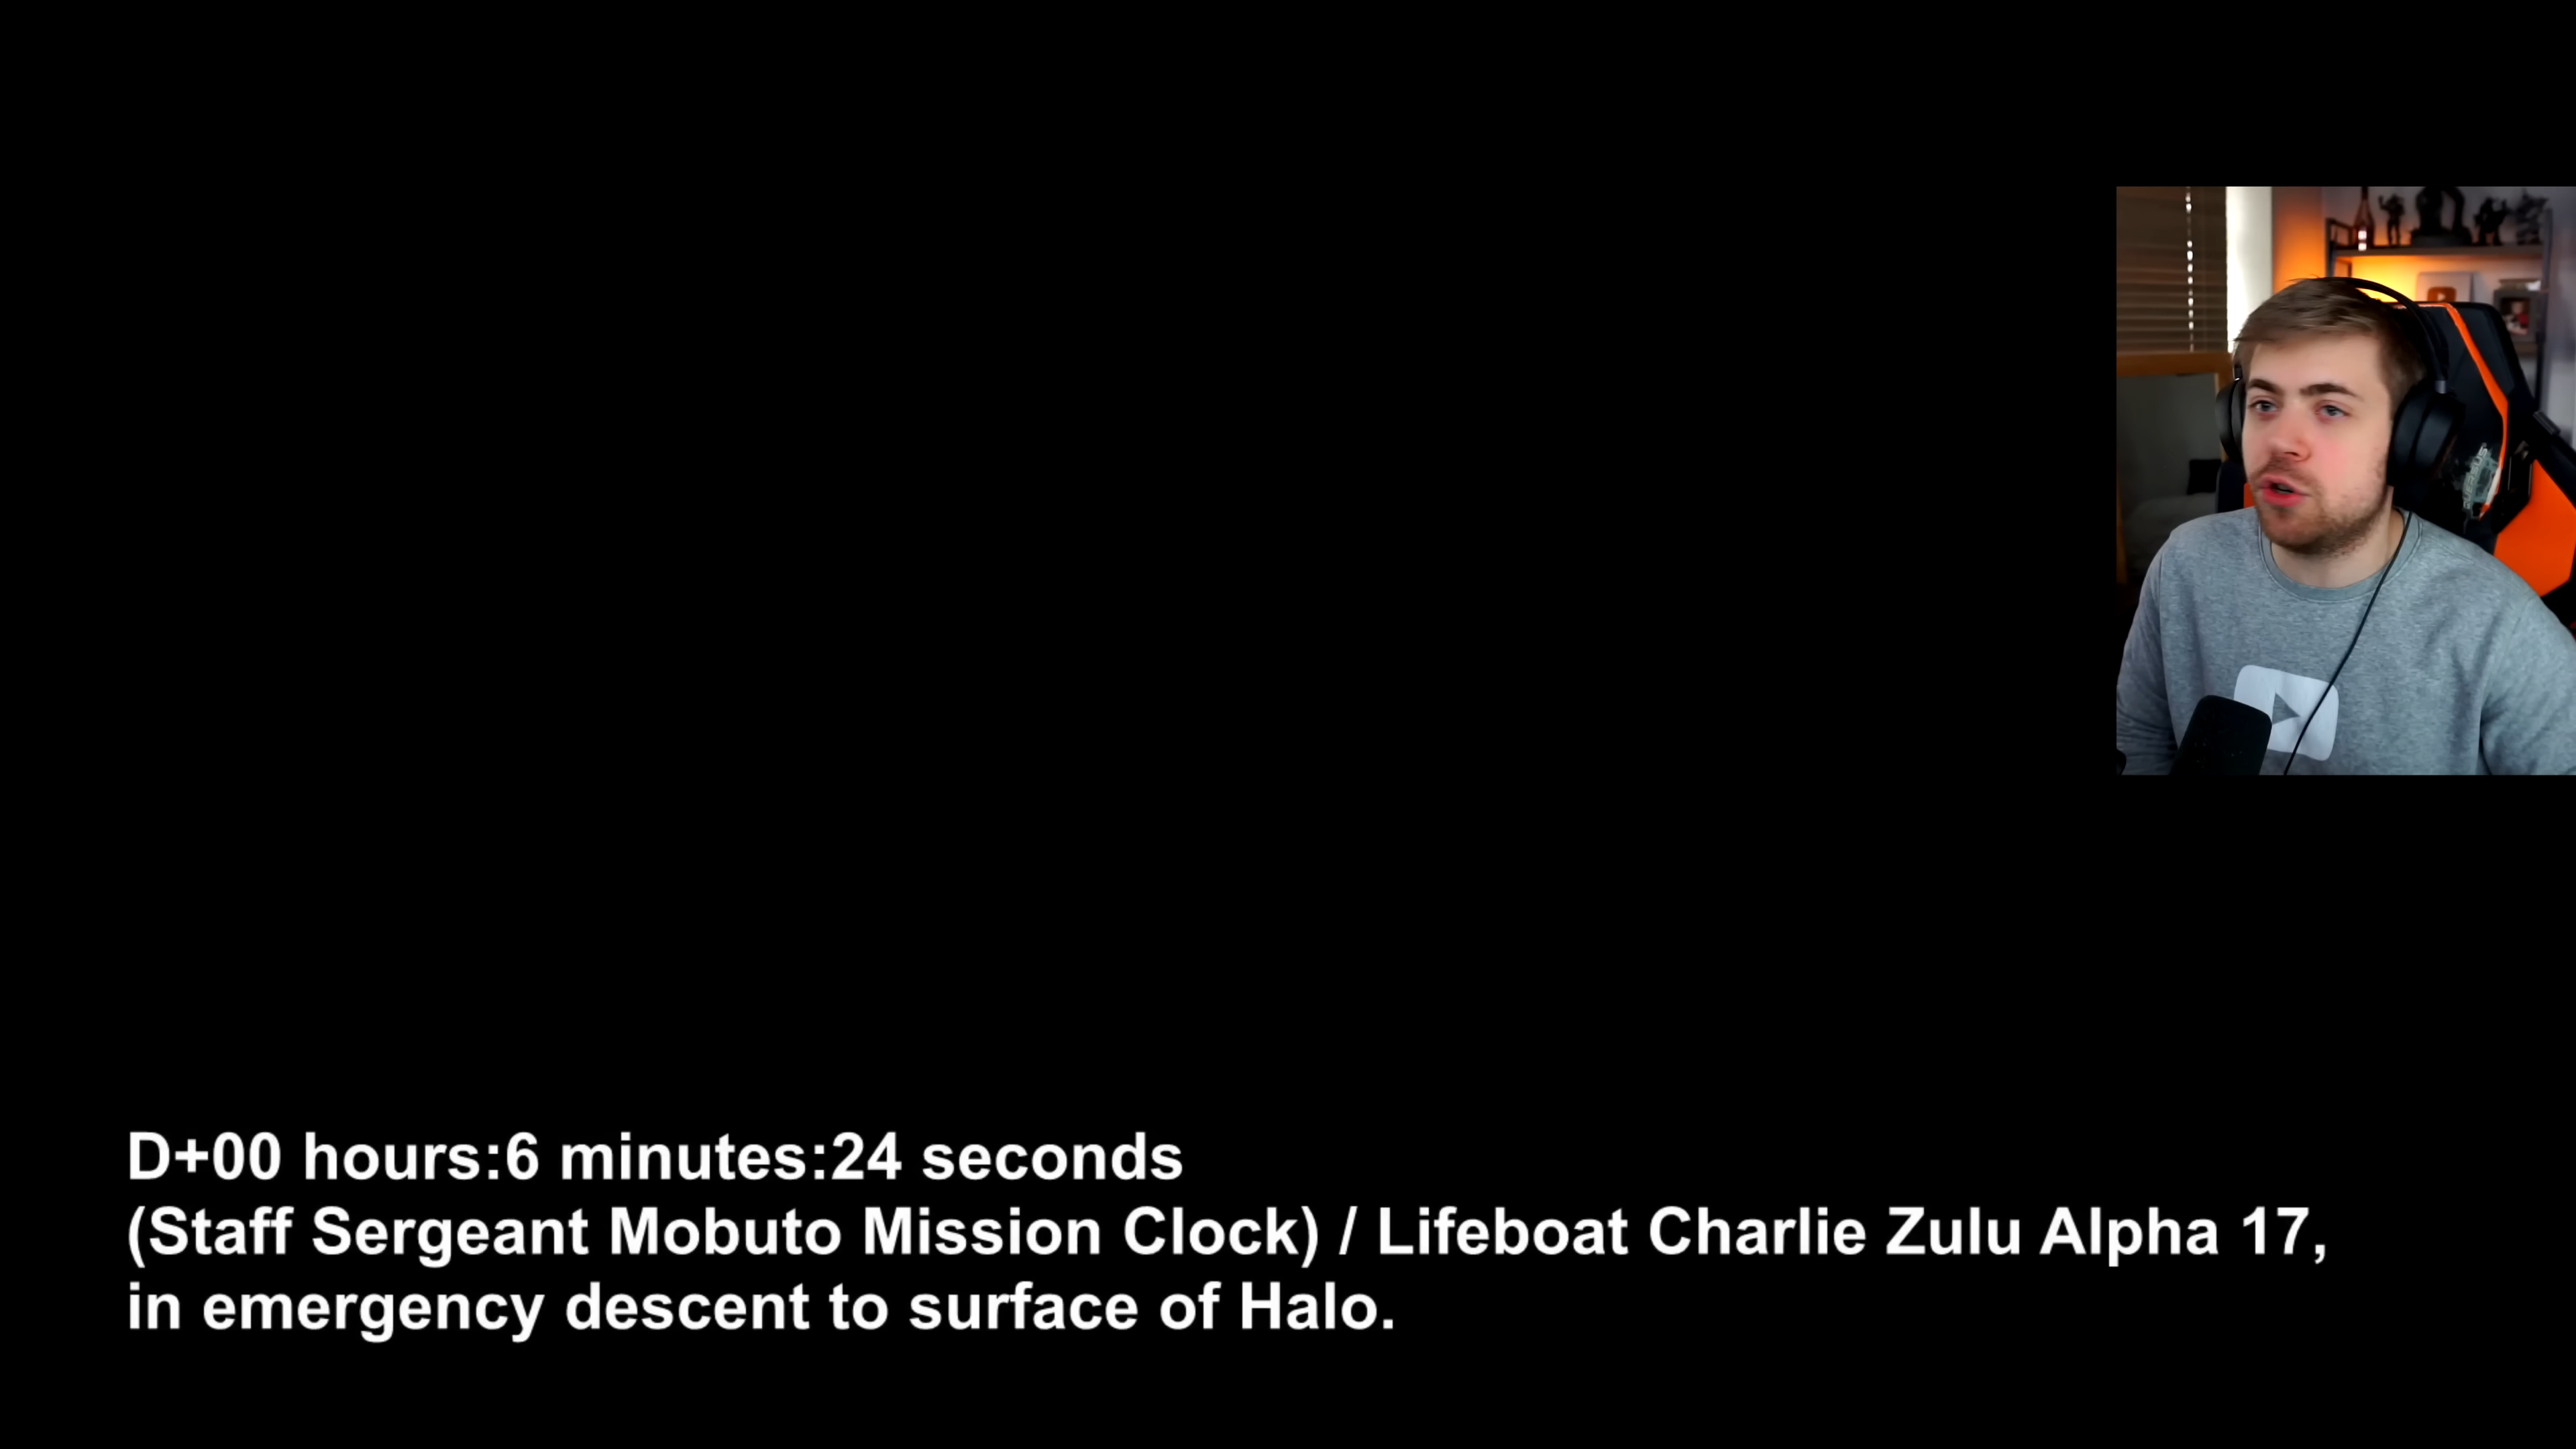 D+00 hours:6 minutes:24 seconds
(Staff Sergeant Mobuto Mission Clock) / Lifeboat Charlie Zulu Alpha 17,
in emergency descent to surface of Halo.